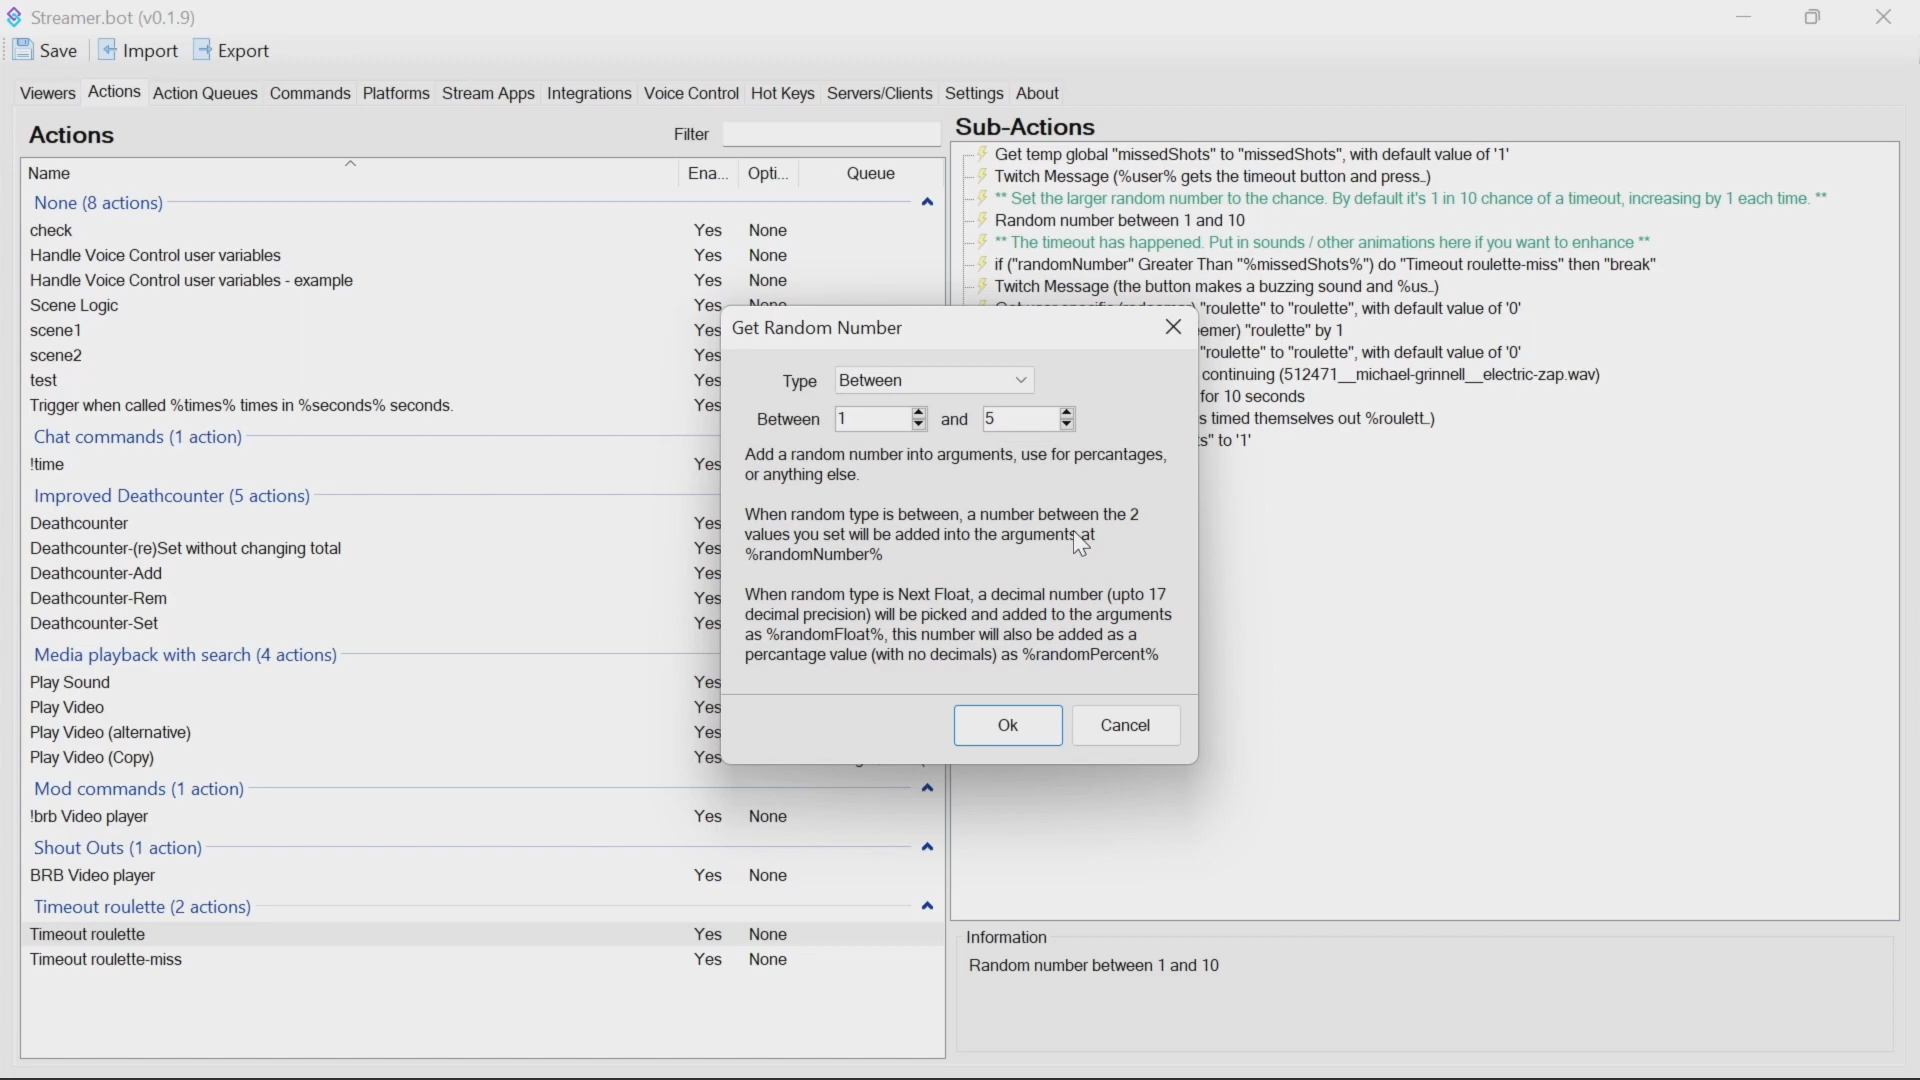 Streamer.bot (v0.1.9)
Save Import Export
Viewers Actions Action Queues Commands Platforms Stream Apps Integrations Voice Control Hot Keys Servers/Clients Settings About
Actions
Filter
Name Ena... Opti... Queue
None (8 actions)
check Yes None
Handle Voice Control user variables Yes None
Handle Voice Control user variables - example Yes None
Scene Logic Yes None
scene1 Yes
scene2 Yes
test Yes
Trigger when called %times% times in %seconds% seconds. Yes
Chat commands (1 action)
!time Yes
Improved Deathcounter (5 actions)
Deathcounter Yes
Deathcounter-(re)Set without changing total Yes
Deathcounter-Add Yes
Deathcounter-Rem Yes
Deathcounter-Set Yes
Media playback with search (4 actions)
Play Sound Yes
Play Video Yes
Play Video (alternative) Yes
Play Video (Copy) Yes
Mod commands (1 action)
!brb Video player Yes None
Shout Outs (1 action)
BRB Video player Yes None
Timeout roulette (2 actions)
Timeout roulette Yes None
Timeout roulette-miss Yes None
Sub-Actions
Get temp global "missedShots" to "missedShots", with default value of '1'
Twitch Message (%user% gets the timeout button and press..)
** Set the larger random number to the chance. By default it's 1 in 10 chance of a timeout, increasing by 1 each time. **
Random number between 1 and 10
** The timeout has happened. Put in sounds / other animations here if you want to enhance **
if ("randomNumber" Greater Than "%missedShots%") do "Timeout roulette-miss" then "break"
Twitch Message (the button makes a buzzing sound and %us..)
"roulette" to "roulette", with default value of '0'
emer) "roulette" by 1
"roulette" to "roulette", with default value of '0'
continuing (512471__michael-grinnell__electric-zap.wav)
for 10 seconds
s timed themselves out %roulett..)
s" to '1'
Get Random Number
Type Between
Between 1 and 5
Add a random number into arguments, use for percantages,
or anything else.
When random type is between, a number between the 2
values you set will be added into the arguments at
%randomNumber%
When random type is Next Float, a decimal number (upto 17
decimal precision) will be picked and added to the arguments
as %randomFloat%, this number will also be added as a
percentage value (with no decimals) as %randomPercent%
Ok Cancel
Information
Random number between 1 and 10